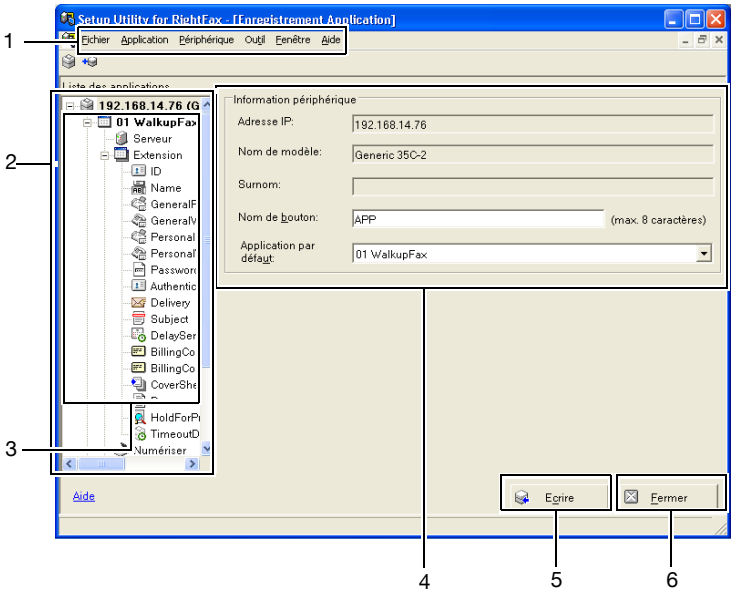 Setup Utility for RightFax - [Enregistrement Application]
1
Fichier Application Périphérique Outil Fenêtre Aide
Liste des applications
192.168.14.76 (G
01 WalkupFax
Serveur
2
Extension
ID
Name
GeneralF
GeneralV
Personal
Personal
Password
Authentic
Delivery
Subject
DelaySer
BillingCo
BillingCo
CoverShe
HoldForPr
TimeoutD
3
Numériser
Information périphérique
Adresse IP: 192.168.14.76
Nom de modèle: Generic 35C-2
Surnom:
Nom de bouton: APP (max. 8 caractères)
Application par défaut: 01 WalkupFax
Aide
Ecrire
Fermer
4
5
6